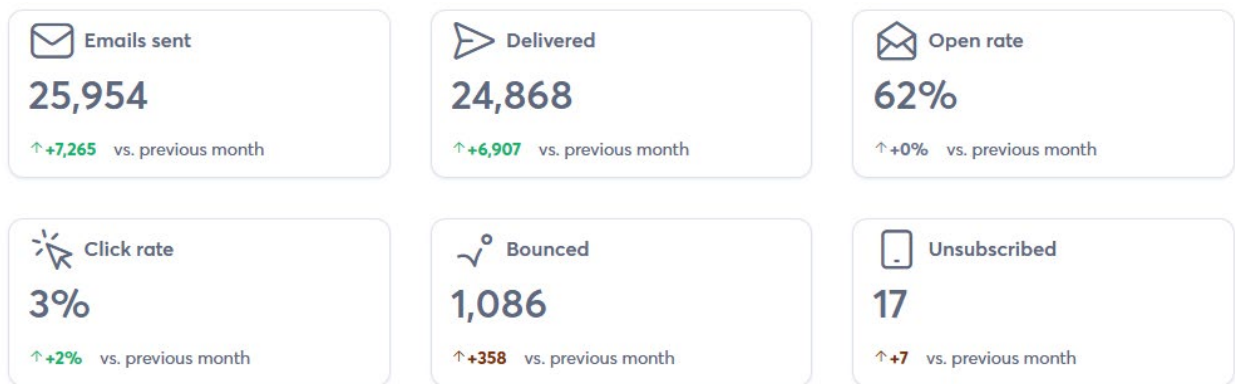 Emails sent
25,954
↑+7,265 vs. previous month
Delivered
24,868
↑+6,907 vs. previous month
Open rate
62%
↑+0% vs. previous month
Click rate
3%
↑+2% vs. previous month
Bounced
1,086
↑+358 vs. previous month
Unsubscribed
17
↑+7 vs. previous month